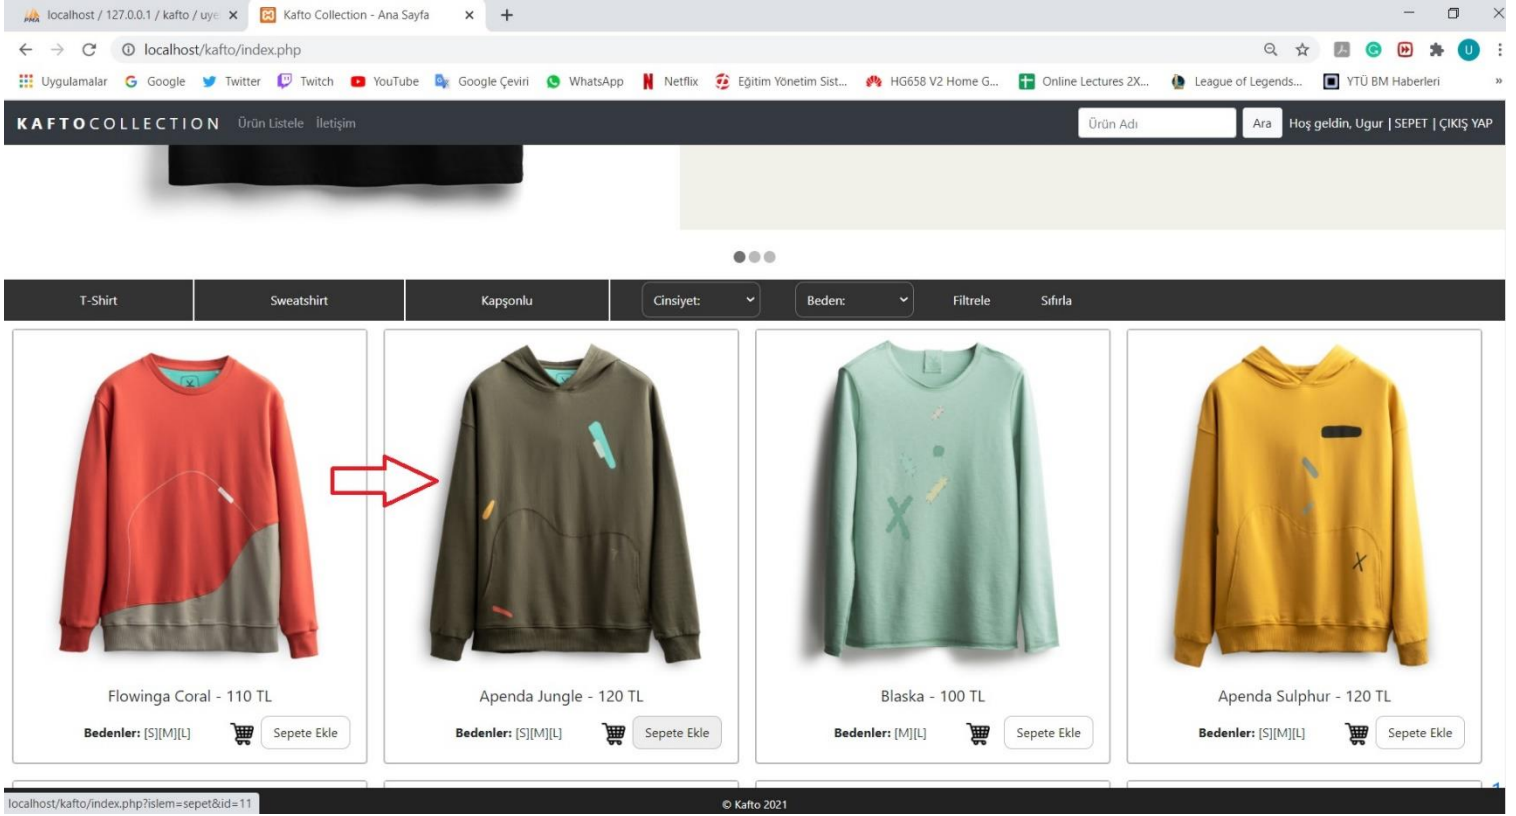 localhost / 127.0.0.1 / kafto / uye
Kafto Collection - Ana Sayfa
localhost/kafto/index.php
Uygulamalar Google Twitter Twitch YouTube Google Çeviri WhatsApp Netflix Eğitim Yönetim Sist... HG658 V2 Home G... Online Lectures 2X... League of Legends... YTÜ BM Haberleri »
KAFTOCOLLECTION Ürün Listele İletişim Ürün Adı Ara Hoş geldin, Ugur | SEPET | ÇIKIŞ YAP
T-Shirt Sweatshirt Kapşonlu Cinsiyet: Beden: Filtrele Sıfırla
Flowinga Coral - 110 TL
Bedenler: [S][M][L] Sepete Ekle
Apenda Jungle - 120 TL
Bedenler: [S][M][L] Sepete Ekle
Blaska - 100 TL
Bedenler: [M][L] Sepete Ekle
Apenda Sulphur - 120 TL
Bedenler: [S][M][L] Sepete Ekle
localhost/kafto/index.php?islem=sepet&id=11
© Kafto 2021